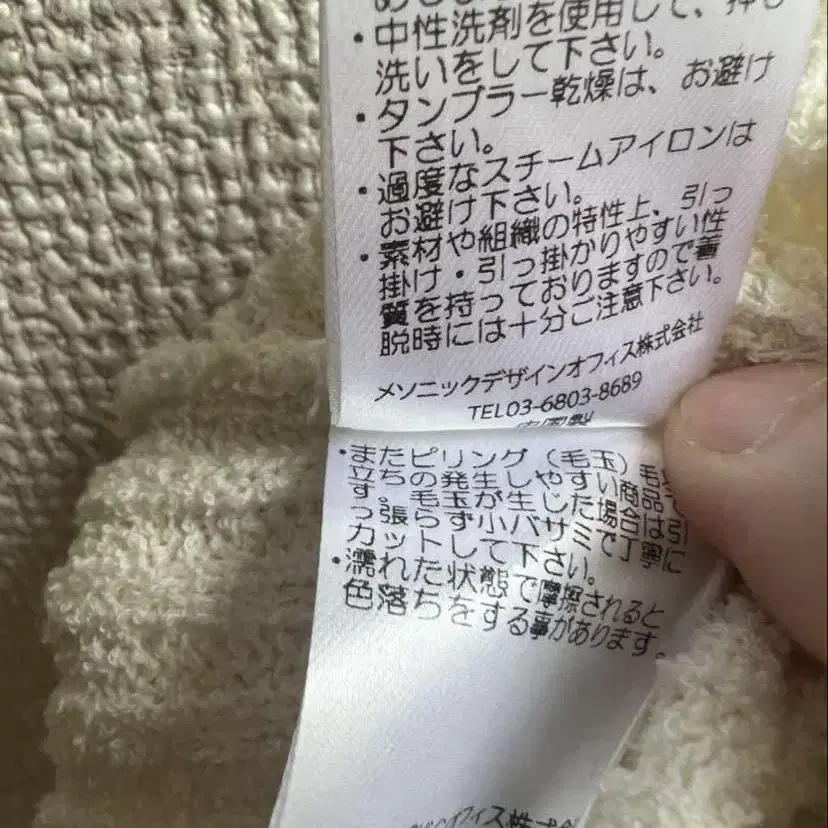 ・中性洗剤を使用して、押し
洗いをして下さい。
・タンブラー乾燥は、お避け
下さい。
・過度なスチームアイロンは
お避け下さい。
・素材や組織の特性上、引っ
掛け・引っ掛かりやすい性
質を持っておりますので着
脱時には十分ご注意下さい。
メソニックデザインオフィス株式会社
TEL03-6803-8689
・またピリング（毛玉）毛
立ちの発生しやすい商品で
す。毛玉が生じた場合は引
っ張らず小バサミで丁寧に
カットして下さい。
・濡れた状態で摩擦されると
色落ちをする事があります。
オフィス株式会